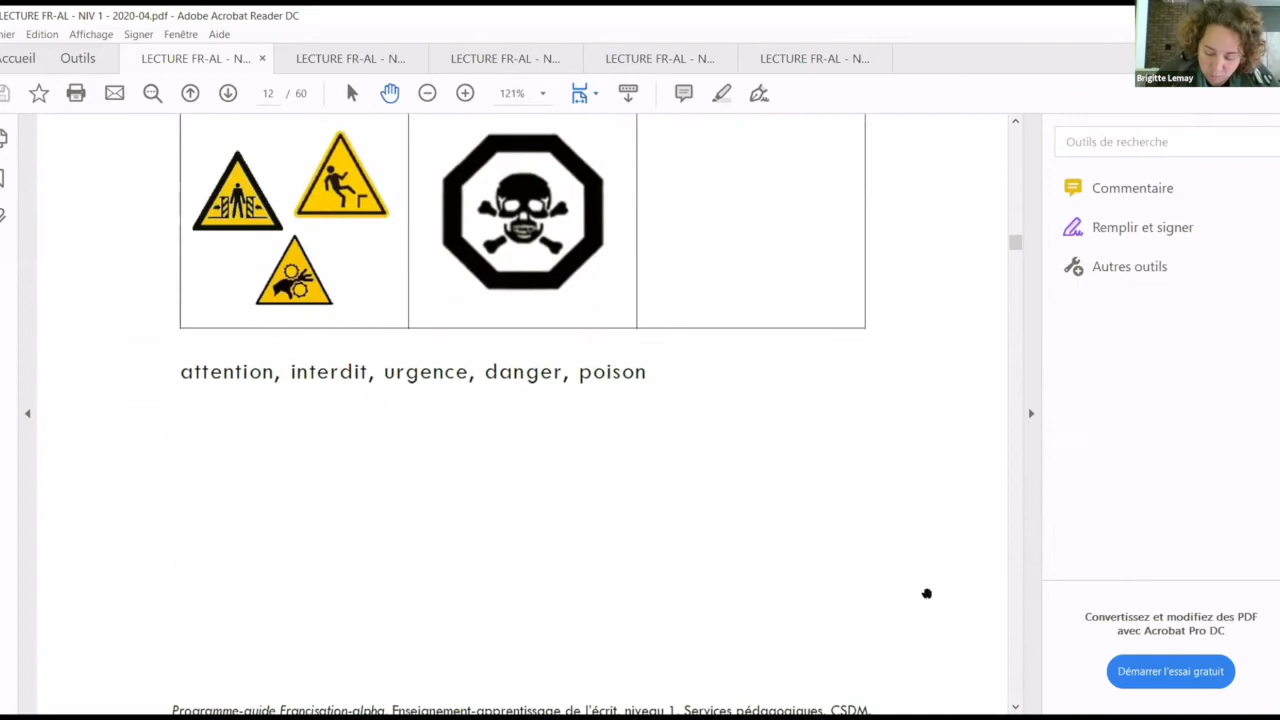 LECTURE FR-AL - NIV 1 - 2020-04.pdf - Adobe Acrobat Reader DC
Edition Affichage Signer Fenêtre Aide
Outils LECTURE FR-AL - N... × LECTURE FR-AL - N... LECTURE FR-AL - N... LECTURE FR-AL - N... LECTURE FR-AL - N...
12 / 60 121%
Brigitte Lemay
Outils de recherche
Commentaire
Remplir et signer
Autres outils
attention, interdit, urgence, danger, poison
Convertissez et modifiez des PDF
avec Acrobat Pro DC
Démarrer l'essai gratuit
Programme-guide Francisation-alpha. Enseignement-apprentissage de l'écrit, niveau 1. Services pédagogiques. CSDM.